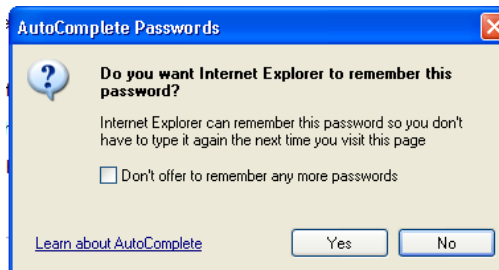 AutoComplete Passwords
Do you want Internet Explorer to remember this
password?
Internet Explorer can remember this password so you don't
have to type it again the next time you visit this page
Don't offer to remember any more passwords
Learn about AutoComplete
Yes
No